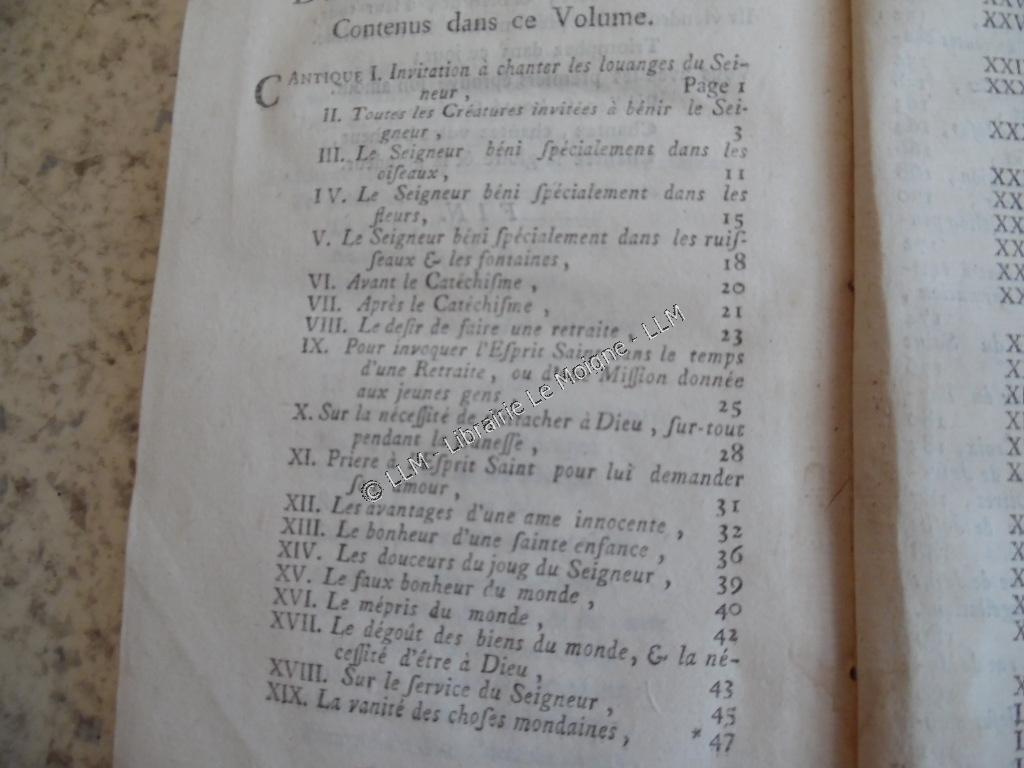 Contenus dans ce Volume.
CANTIQUE I. Invitation à chanter les louanges du Sei-
neur, Page 1
II. Toutes les Créatures invitées à bénir le Sei-
gneur, 3
III. Le Seigneur béni ſpécialement dans les
oiſeaux, 11
IV. Le Seigneur béni ſpécialement dans les
fleurs, 15
V. Le Seigneur béni ſpécialement dans les ruiſ-
ſeaux & les fontaines, 18
VI. Avant le Catéchiſme, 20
VII. Après le Catéchiſme, 21
VIII. Le deſir de faire une retraite, 23
IX. Pour invoquer l'Eſprit Saint dans le temps
d'une Retraite, ou d'une Miſſion donnée
aux jeunes gens, 25
X. Sur la néceſſité de s'attacher à Dieu, ſur-tout
pendant la jeuneſſe, 28
XI. Priere à l'Eſprit Saint pour lui demander
ſon amour, 31
XII. Les avantages d'une ame innocente, 32
XIII. Le bonheur d'une ſainte enfance, 36
XIV. Les douceurs du joug du Seigneur, 39
XV. Le faux bonheur du monde, 40
XVI. Le mépris du monde, 42
XVII. Le dégoût des biens du monde, & la né-
ceſſité d'être à Dieu, 43
XVIII. Sur le ſervice du Seigneur, 45
XIX. La vanité des choſes mondaines, * 47
© LLM - Librairie Le Moigne - LLM